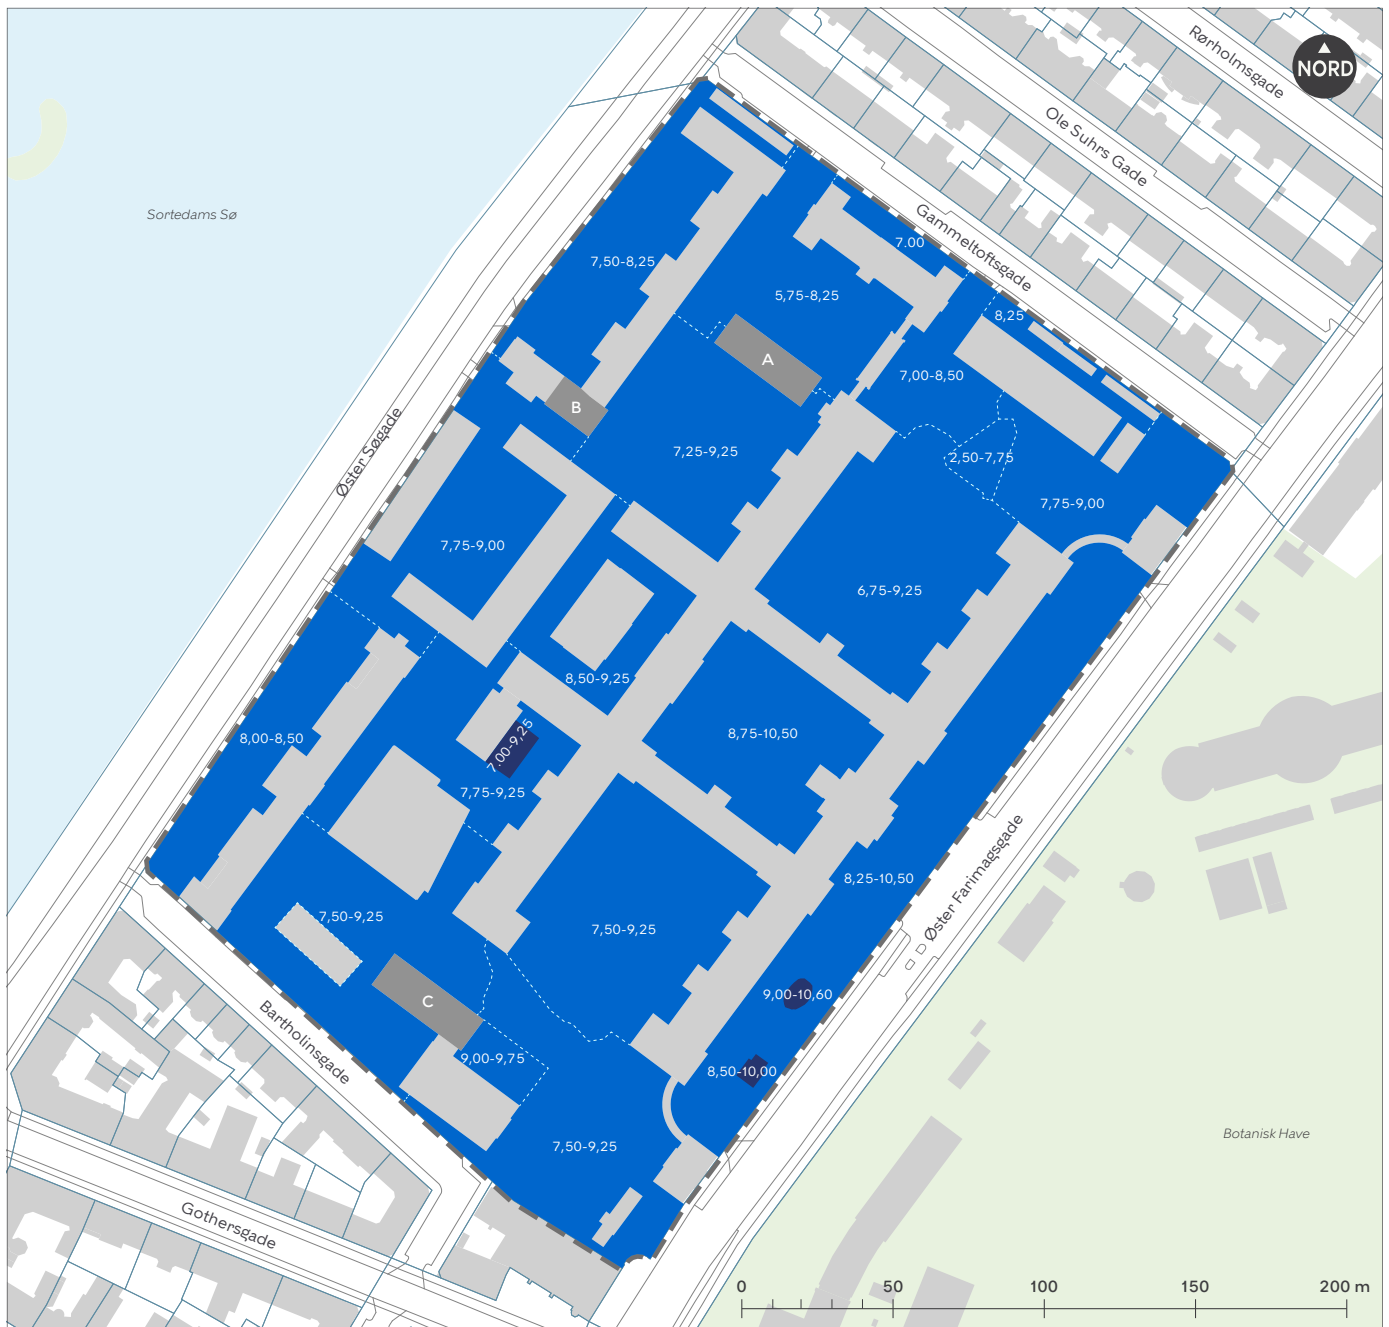 Rørholmsgade
NORD
Ole Suhrs Gade
Sortedams Sø
Gammeltoftsgade
7.00
7,50-8,25
5,75-8,25
8,25
A
7,00-8,50
B
Øster Søgade
7,25-9,25
2,50-7,75
7,75-9,00
7,75-9,00
6,75-9,25
8,50-9,25
8,75-10,50
8,00-8,50
7.00-9,25
7,75-9,25
8,25-10,50
Øster Farimagsgade
7,50-9,25
7,50-9,25
9,00-10,60
C
Bartholinsgade
9,00-9,75
8,50-10,00
Botanisk Have
7,50-9,25
Gothersgade
0 50 100 150 200 m